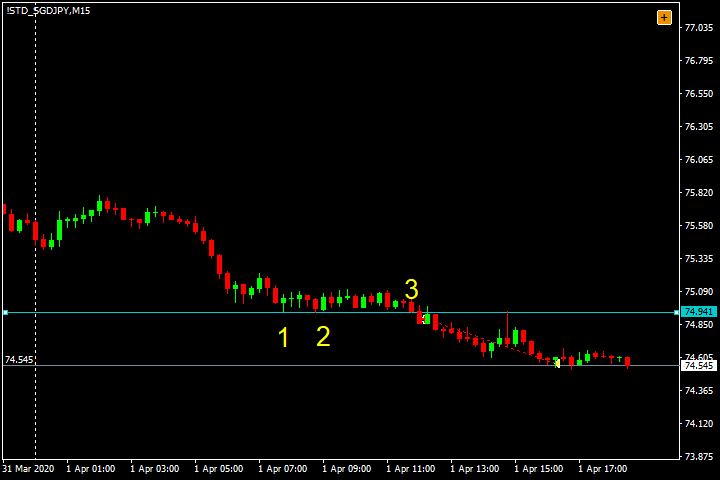 !STD_SGDJPY,M15
77.035
76.795
76.550
76.305
76.065
75.820
75.580
75.335
75.090
74.941
74.850
74.605
74.545
74.545
74.365
74.120
73.875
3
1
2
31 Mar 2020
1 Apr 01:00
1 Apr 03:00
1 Apr 05:00
1 Apr 07:00
1 Apr 09:00
1 Apr 11:00
1 Apr 13:00
1 Apr 15:00
1 Apr 17:00